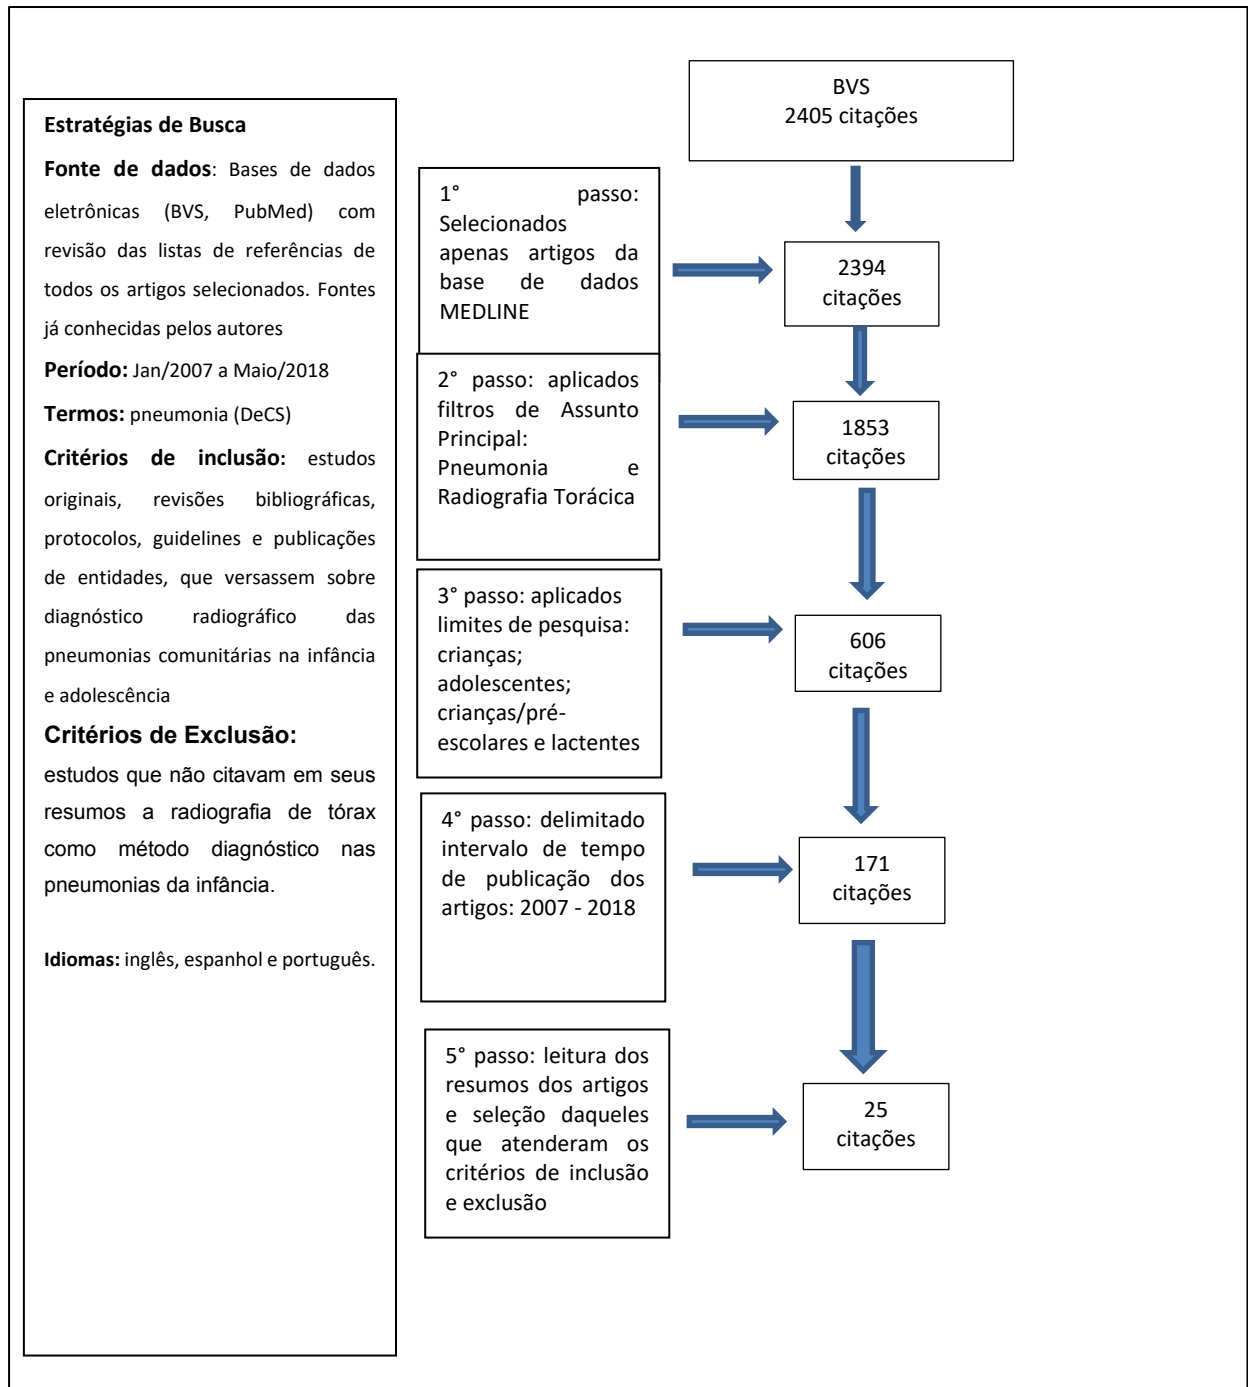 Estratégias de Busca
Fonte de dados: Bases de dados
eletrônicas (BVS, PubMed) com
revisão das listas de referências de
todos os artigos selecionados. Fontes
já conhecidas pelos autores
Período: Jan/2007 a Maio/2018
Termos: pneumonia (DeCS)
Critérios de inclusão: estudos
originais, revisões bibliográficas,
protocolos, guidelines e publicações
de entidades, que versassem sobre
diagnóstico radiográfico das
pneumonias comunitárias na infância
e adolescência
Critérios de Exclusão:
estudos que não citavam em seus
resumos a radiografia de tórax
como método diagnóstico nas
pneumonias da infância.
Idiomas: inglês, espanhol e português.
BVS
2405 citações
1° passo:
Selecionados
apenas artigos da
base de dados
MEDLINE
2394
citações
2° passo: aplicados
filtros de Assunto
Principal:
Pneumonia e
Radiografia Torácica
1853
citações
3° passo: aplicados
limites de pesquisa:
crianças;
adolescentes;
crianças/pré-
escolares e lactentes
606
citações
4° passo: delimitado
intervalo de tempo
de publicação dos
artigos: 2007 - 2018
171
citações
5° passo: leitura dos
resumos dos artigos
e seleção daqueles
que atenderam os
critérios de inclusão
e exclusão
25
citações